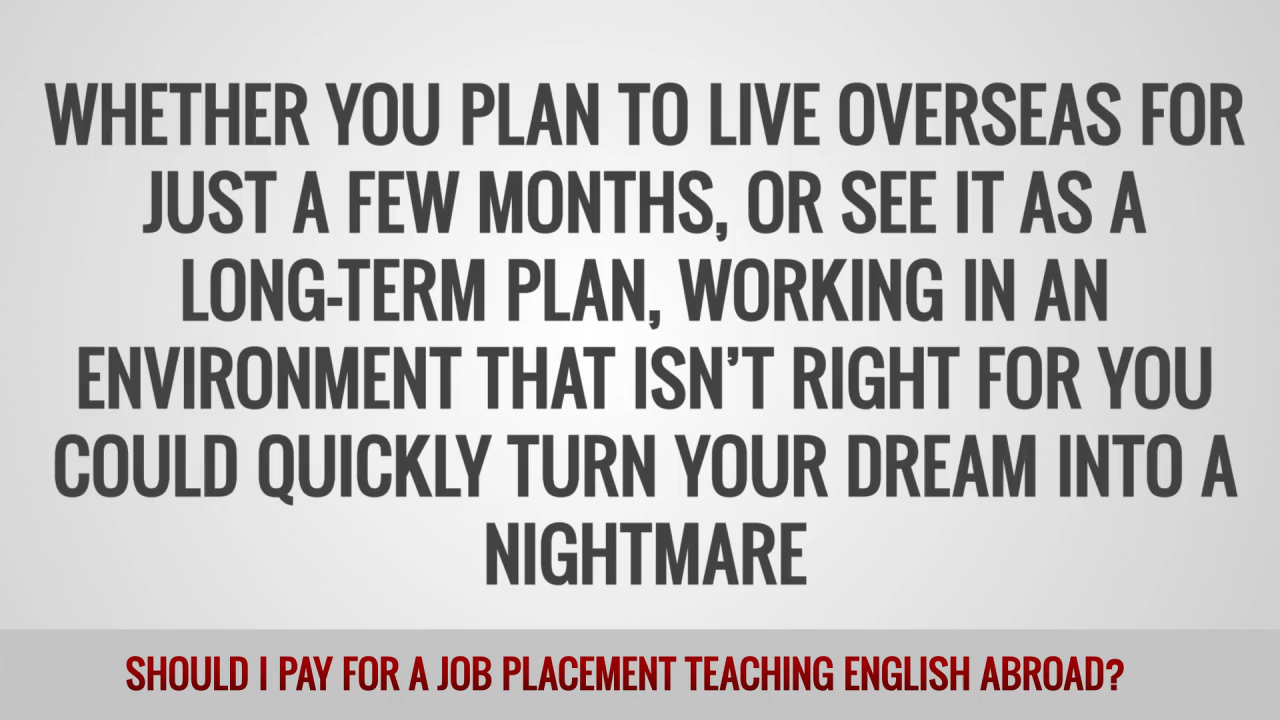 WHETHER YOU PLAN TO LIVE OVERSEAS FOR
JUST A FEW MONTHS, OR SEE IT AS A
LONG-TERM PLAN, WORKING IN AN
ENVIRONMENT THAT ISN’T RIGHT FOR YOU
COULD QUICKLY TURN YOUR DREAM INTO A
NIGHTMARE
SHOULD I PAY FOR A JOB PLACEMENT TEACHING ENGLISH ABROAD?